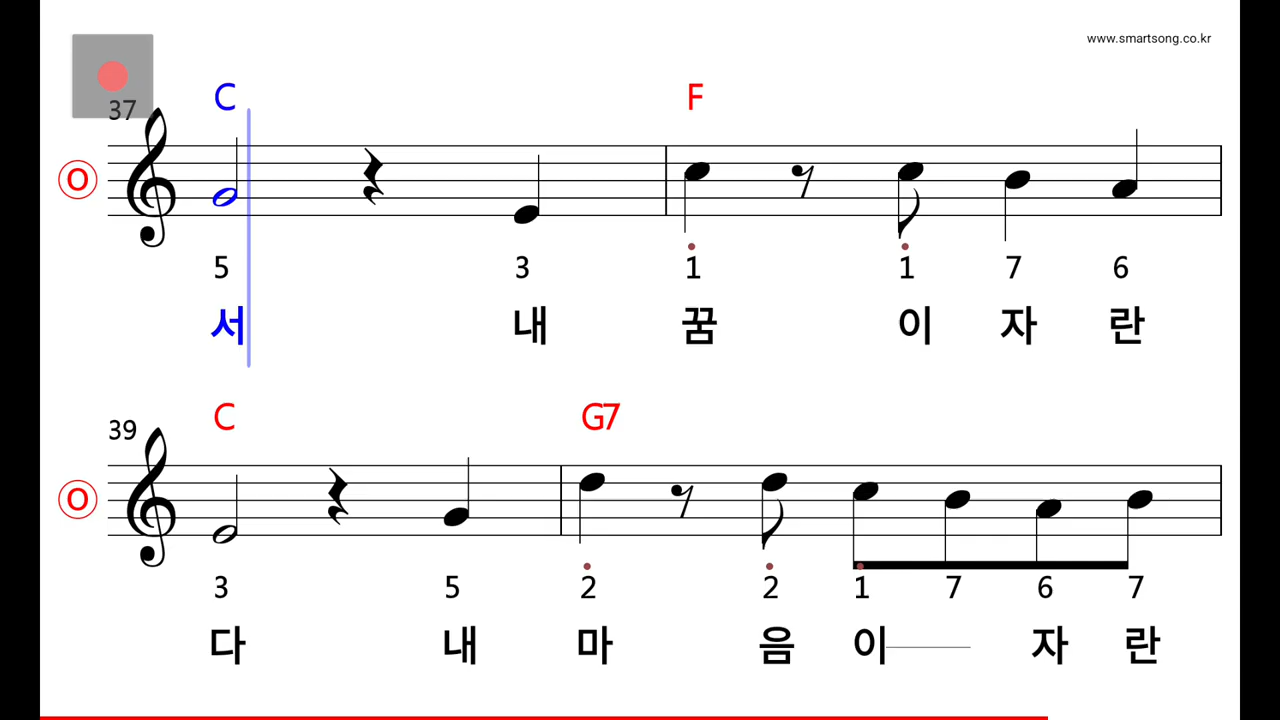 www.smartsong.co.kr
37
C F
O
5 3 1 1 7 6
서 내 꿈 이 자 란
39
C G7
O
3 5 2 2 1 7 6 7
다 내 마 음 이 자 란